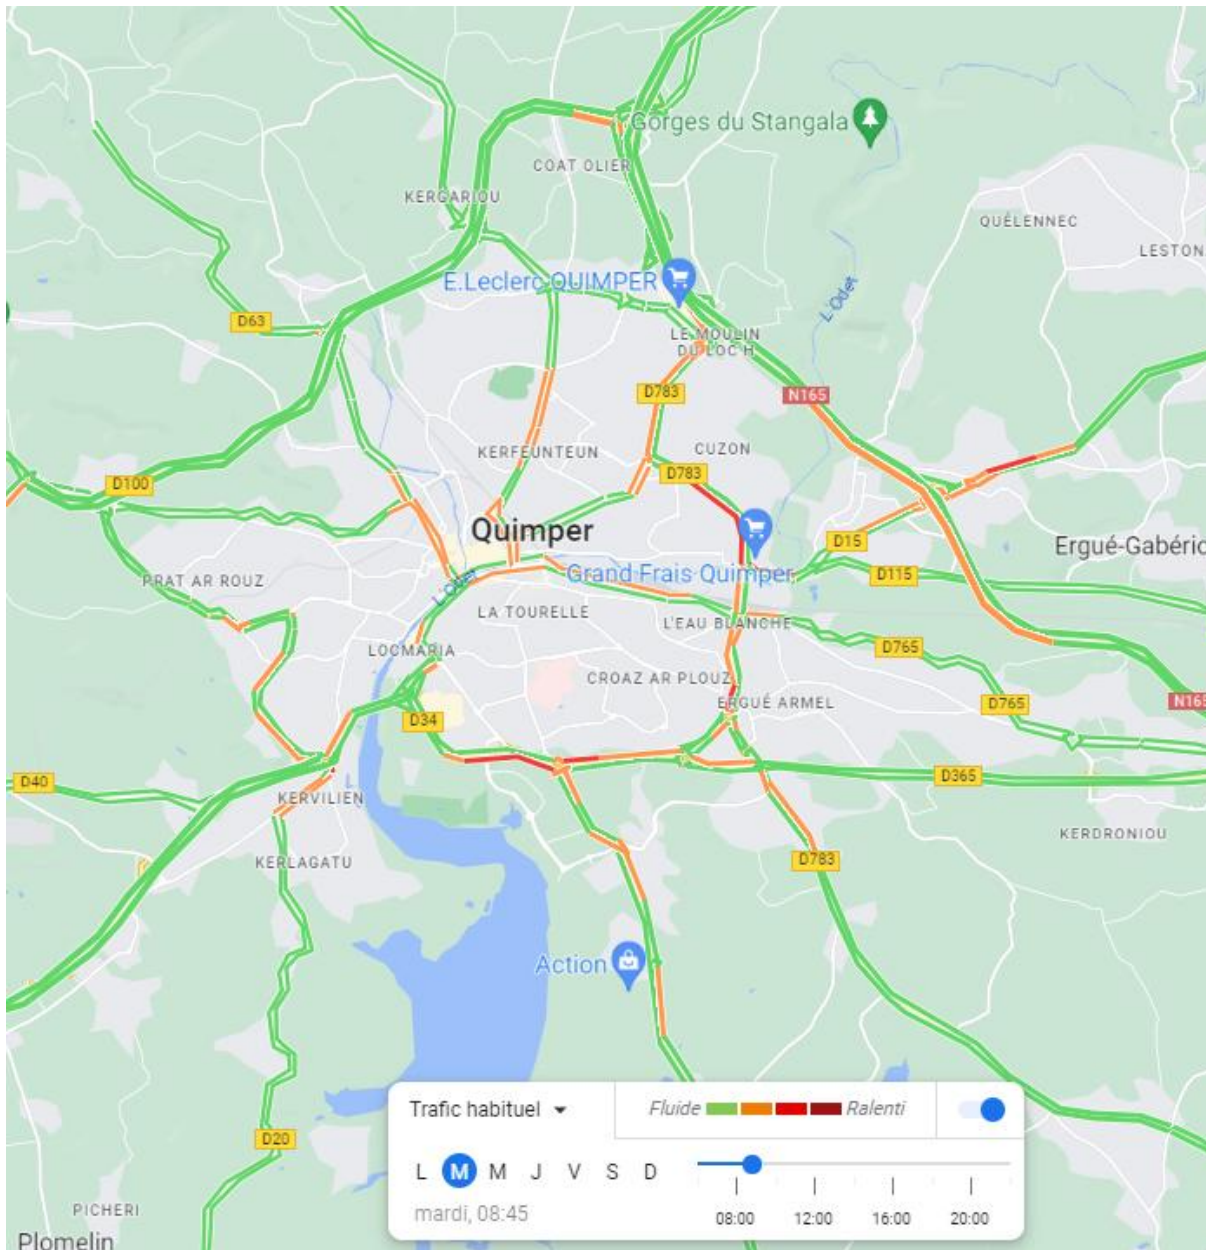 Gorges du Stangala
COAT OLIER
KERGARIOU
QUÉLENNEC
LESTON
E.Leclerc QUIMPER
L'Odet
D63
LE MOULIN
DU LOC'H
D783
N165
KERFEUNTEUN
CUZON
D783
D100
Quimper
D15
Ergué-Gabéric
Grand Frais Quimper
D115
PRAT AR ROUZ
L'Odet
LA TOURELLE
L'EAU BLANCHE
LOCMARIA
D765
CROAZ AR PLOUZ
ERGUÉ ARMEL
D765
N165
D34
D40
D365
KERVILIEN
KERDRONIOU
KERLAGATU
D783
Action
Trafic habituel
Fluide
Ralenti
D20
L M M J V S D
mardi, 08:45
08:00 12:00 16:00 20:00
PICHERI
Plomelin